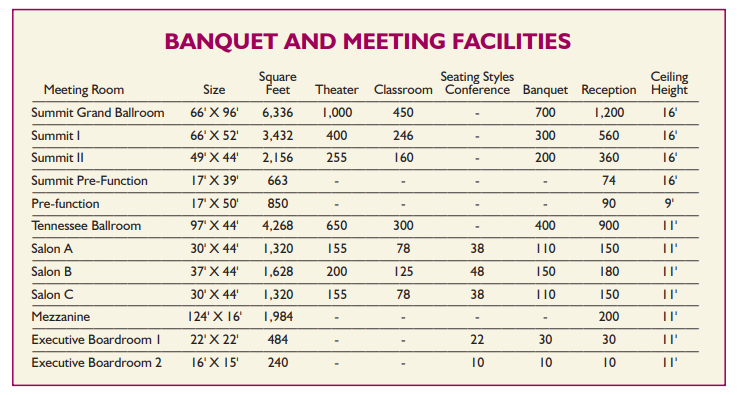 BANQUET AND MEETING FACILITIES
Square Seating Styles Ceiling
Meeting Room Size Feet Theater Classroom Conference Banquet Reception Height
Summit Grand Ballroom 66' X 96' 6,336 1,000 450 - 700 1,200 16'
Summit I 66' X 52' 3,432 400 246 - 300 560 16'
Summit II 49' X 44' 2,156 255 160 - 200 360 16'
Summit Pre-Function 17' X 39' 663 - - - - 74 16'
Pre-function 17' X 50' 850 - - - - 90 9'
Tennessee Ballroom 97' X 44' 4,268 650 300 - 400 900 11'
Salon A 30' X 44' 1,320 155 78 38 110 150 11'
Salon B 37' X 44' 1,628 200 125 48 150 180 11'
Salon C 30' X 44' 1,320 155 78 38 110 150 11'
Mezzanine 124' X 16' 1,984 - - - - 200 11'
Executive Boardroom 1 22' X 22' 484 - - 22 30 30 11'
Executive Boardroom 2 16' X 15' 240 - - 10 10 10 11'